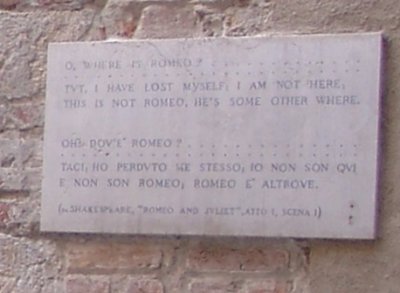 O, WHERE IS ROMEO? . . . . . . . . . . . . . .
. . . . . . . . . . . . . . . . . . . . . . . . . . . . .
TVT, I HAVE LOST MYSELF; I AM NOT HERE;
THIS IS NOT ROMEO, HE'S SOME OTHER WHERE.
OH! DOV'È ROMEO? . . . . . . . . . . . . . . . . .
. . . . . . . . . . . . . . . . . . . . . . . . . . . . .
TACI, HO PERDVTO ME STESSO; IO NON SON QVI
E NON SON ROMEO; ROMEO È ALTROVE.
(SHAKESPEARE, "ROMEO AND JVLIET", ATTO I, SCENA I)